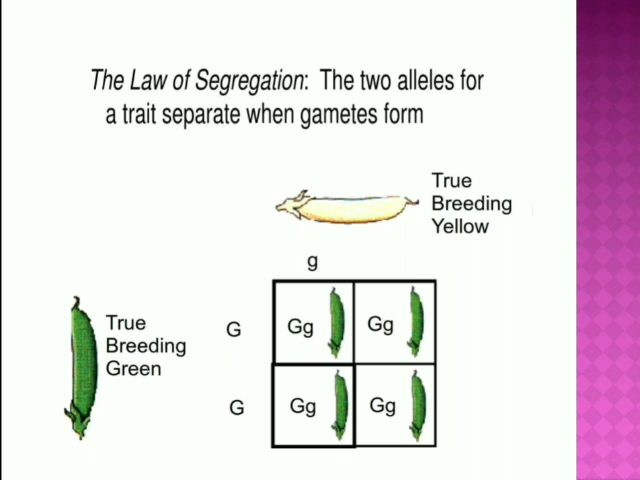 The Law of Segregation: The two alleles for
a trait separate when gametes form
True
Breeding
Yellow
g
True
Breeding
Green
G
Gg
Gg
G
Gg
Gg